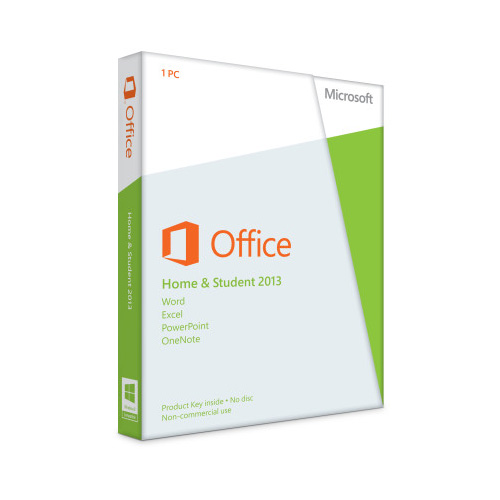 1 PC
Microsoft
Office
Home & Student 2013
Word
Excel
PowerPoint
OneNote
Product Key inside • No disc
Non-commercial use
Office
Home & Student 2013